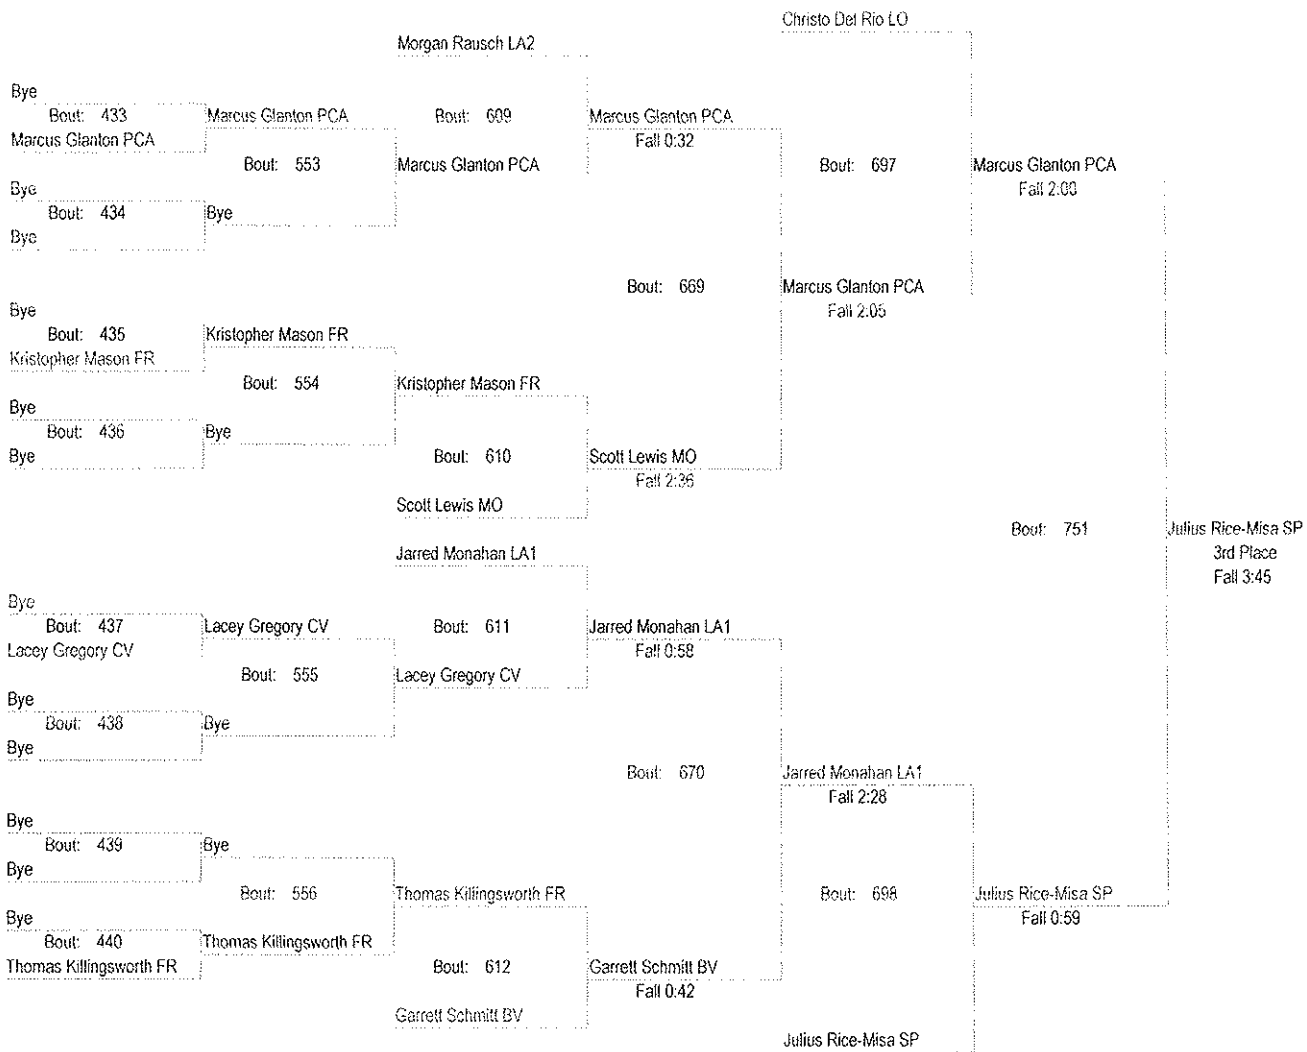 Christo Del Rio LO
Morgan Rausch LA2
Bye
Bout: 433
Marcus Glanton PCA
Bout: 609
Marcus Glanton PCA
Marcus Glanton PCA
Fall 0:32
Bout: 553
Marcus Glanton PCA
Bout: 697
Marcus Glanton PCA
Fall 2:00
Bye
Bout: 434
Bye
Bye
Bout: 669
Marcus Glanton PCA
Fall 2:05
Bye
Bout: 435
Kristopher Mason FR
Kristopher Mason FR
Bout: 554
Kristopher Mason FR
Bye
Bout: 436
Bye
Bye
Bout: 610
Scott Lewis MO
Fall 2:36
Scott Lewis MO
Bout: 751
Julius Rice-Misa SP
3rd Place
Fall 3:45
Jarred Monahan LA1
Bye
Bout: 437
Lacey Gregory CV
Bout: 611
Jarred Monahan LA1
Lacey Gregory CV
Fall 0:58
Bout: 555
Lacey Gregory CV
Bye
Bout: 438
Bye
Bye
Bout: 670
Jarred Monahan LA1
Fall 2:28
Bye
Bout: 439
Bye
Bye
Bout: 556
Thomas Killingsworth FR
Bout: 698
Julius Rice-Misa SP
Fall 0:59
Bye
Bout: 440
Thomas Killingsworth FR
Thomas Killingsworth FR
Bout: 612
Garrett Schmitt BV
Fall 0:42
Garrett Schmitt BV
Julius Rice-Misa SP